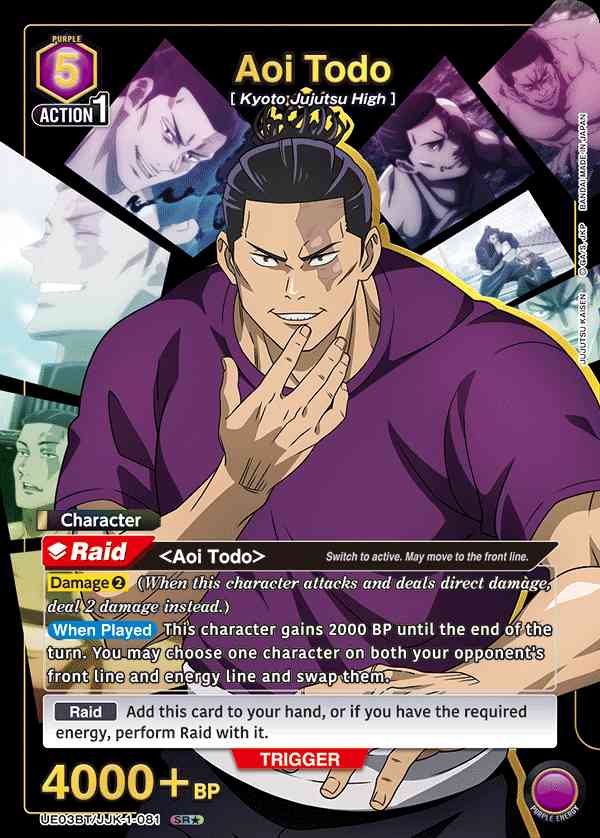 PURPLE
5
ACTION 1
Aoi Todo
[ Kyoto Jujutsu High ]
JUJUTSU KAISEN © GA/S, JKP BANDAI MADE IN JAPAN
Character
Raid <Aoi Todo> Switch to active. May move to the front line.
Damage 2 (When this character attacks and deals direct damage,
deal 2 damage instead.)
When Played This character gains 2000 BP until the end of the
turn. You may choose one character on both your opponent's
front line and energy line and swap them.
Raid Add this card to your hand, or if you have the required
energy, perform Raid with it.
TRIGGER
4000+ BP
UE03BT/JJK-1-081 SR★
PURPLE ENERGY